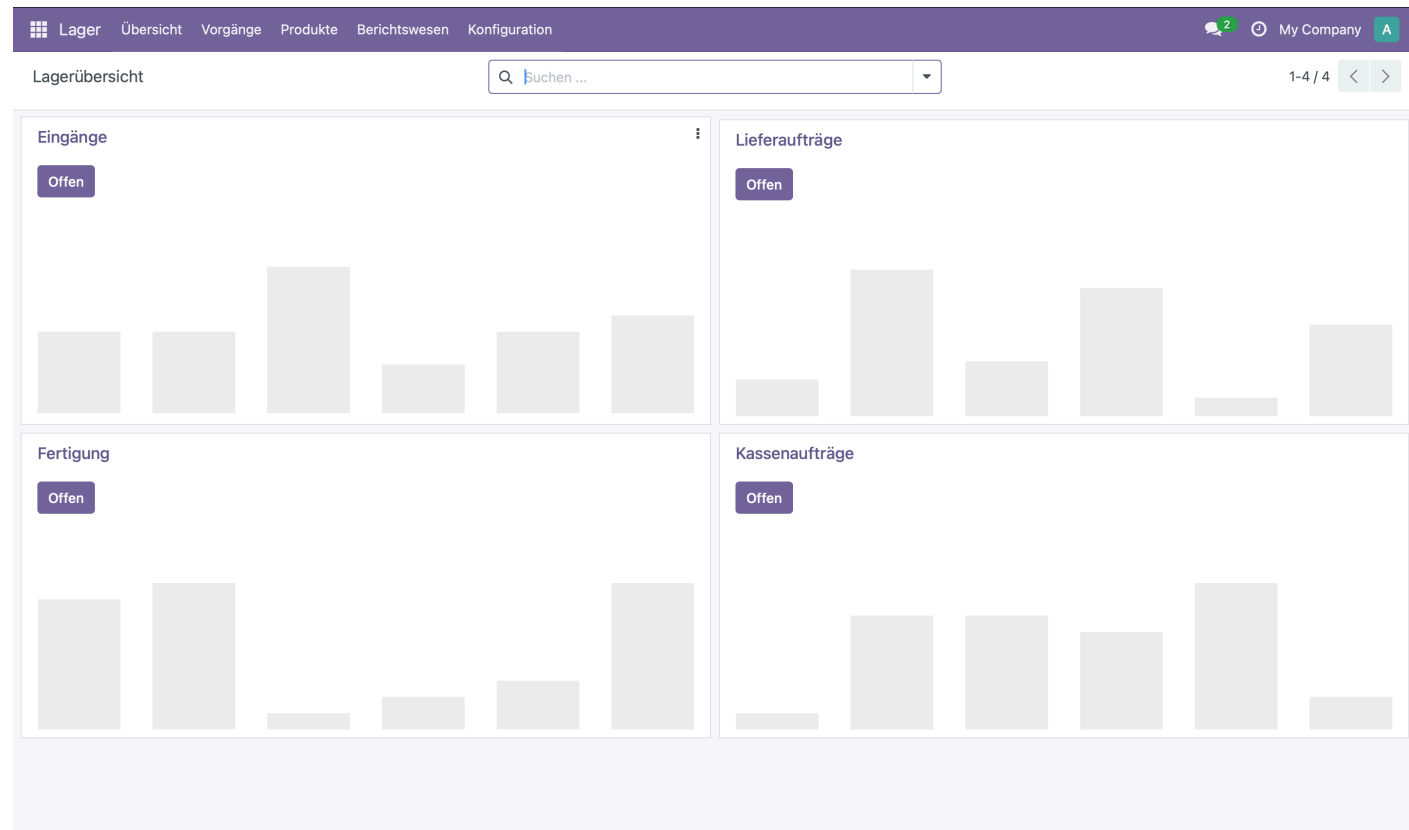 Lager Übersicht Vorgänge Produkte Berichtswesen Konfiguration 2 My Company A
Lagerübersicht Suchen ... 1-4 / 4
Eingänge
Offen
Lieferaufträge
Offen
Fertigung
Offen
Kassenaufträge
Offen